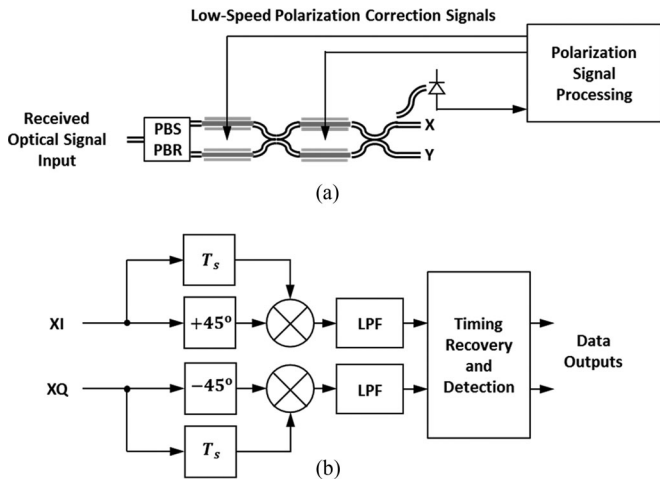 Low-Speed Polarization Correction Signals
Polarization
Signal
Processing
Received
Optical Signal
Input
PBS
PBR
X
Y
(a)
T_s
XI
+45°
LPF
Timing
Recovery
and
Detection
Data
Outputs
XQ
−45°
LPF
T_s
(b)